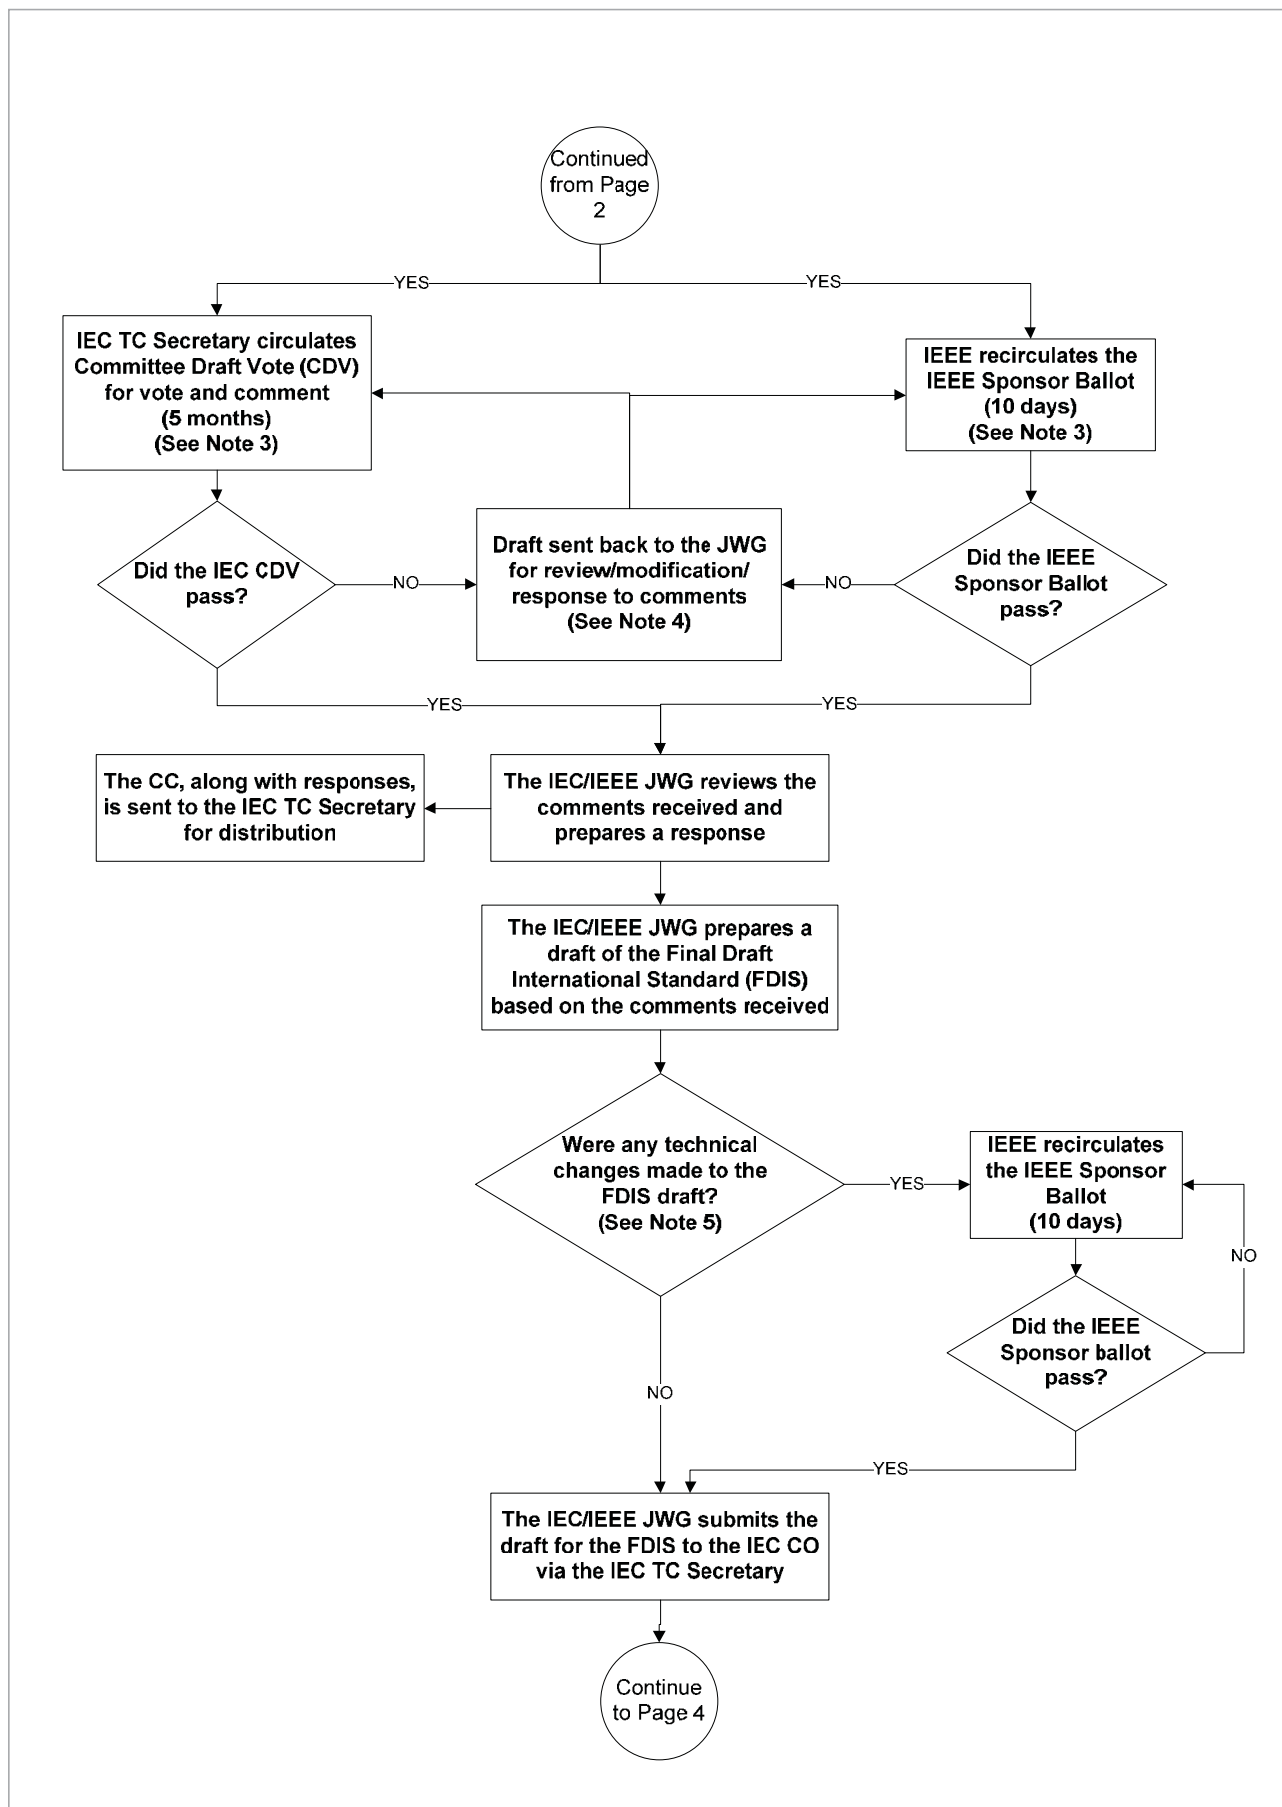 Continued
from Page
2
YES
YES
IEC TC Secretary circulates
Committee Draft Vote (CDV)
for vote and comment
(5 months)
(See Note 3)
IEEE recirculates the
IEEE Sponsor Ballot
(10 days)
(See Note 3)
Did the IEC CDV
pass?
NO
Draft sent back to the JWG
for review/modification/
response to comments
(See Note 4)
NO
Did the IEEE
Sponsor Ballot
pass?
YES
YES
The CC, along with responses,
is sent to the IEC TC Secretary
for distribution
The IEC/IEEE JWG reviews the
comments received and
prepares a response
The IEC/IEEE JWG prepares a
draft of the Final Draft
International Standard (FDIS)
based on the comments received
Were any technical
changes made to the
FDIS draft?
(See Note 5)
YES
IEEE recirculates
the IEEE Sponsor
Ballot
(10 days)
NO
Did the IEEE
Sponsor ballot
pass?
NO
YES
The IEC/IEEE JWG submits the
draft for the FDIS to the IEC CO
via the IEC TC Secretary
Continue
to Page 4